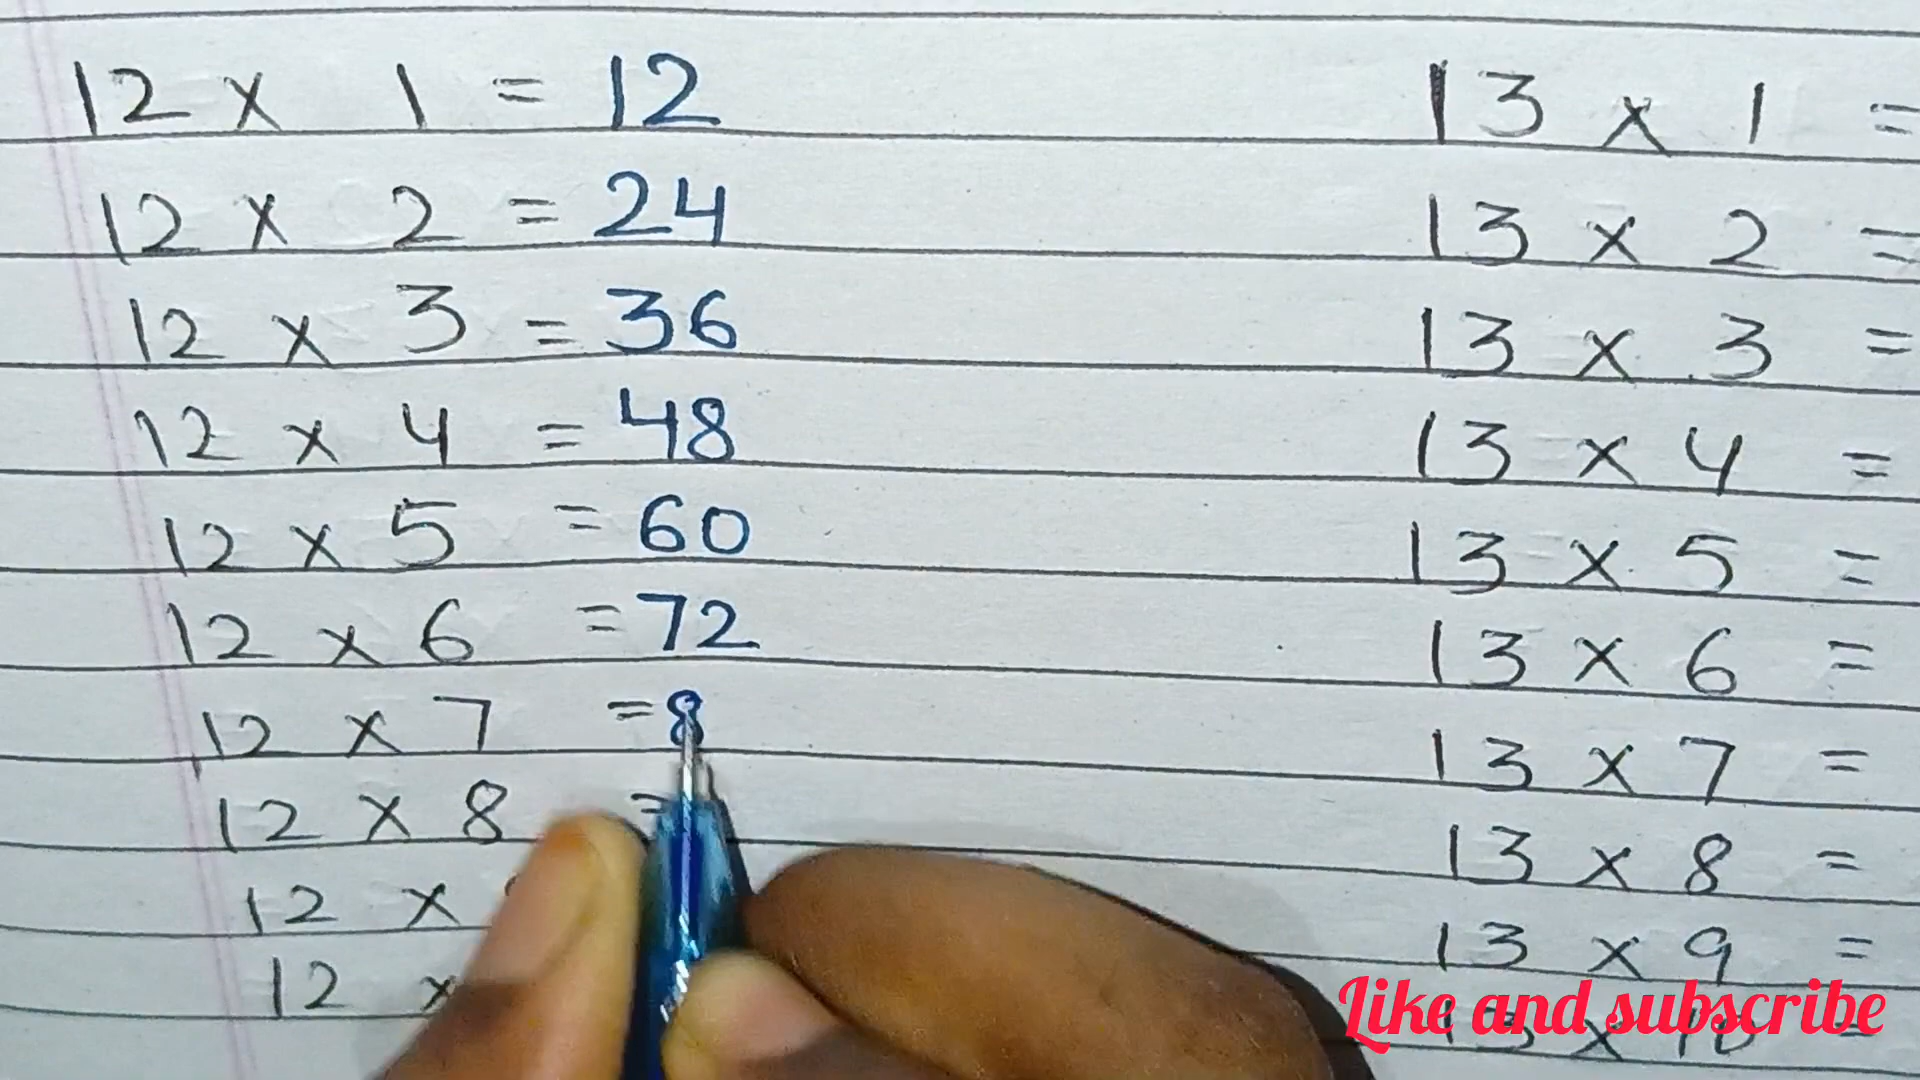 12 × 1 = 12
12 × 2 = 24
12 × 3 = 36
12 × 4 = 48
12 × 5 = 60
12 × 6 = 72
12 × 7 = 8
12 × 8 =
12 ×
12 ×
13 × 1 =
13 × 2 =
13 × 3 =
13 × 4 =
13 × 5 =
13 × 6 =
13 × 7 =
13 × 8 =
13 × 9 =
13 × 10 =
Like and subscribe